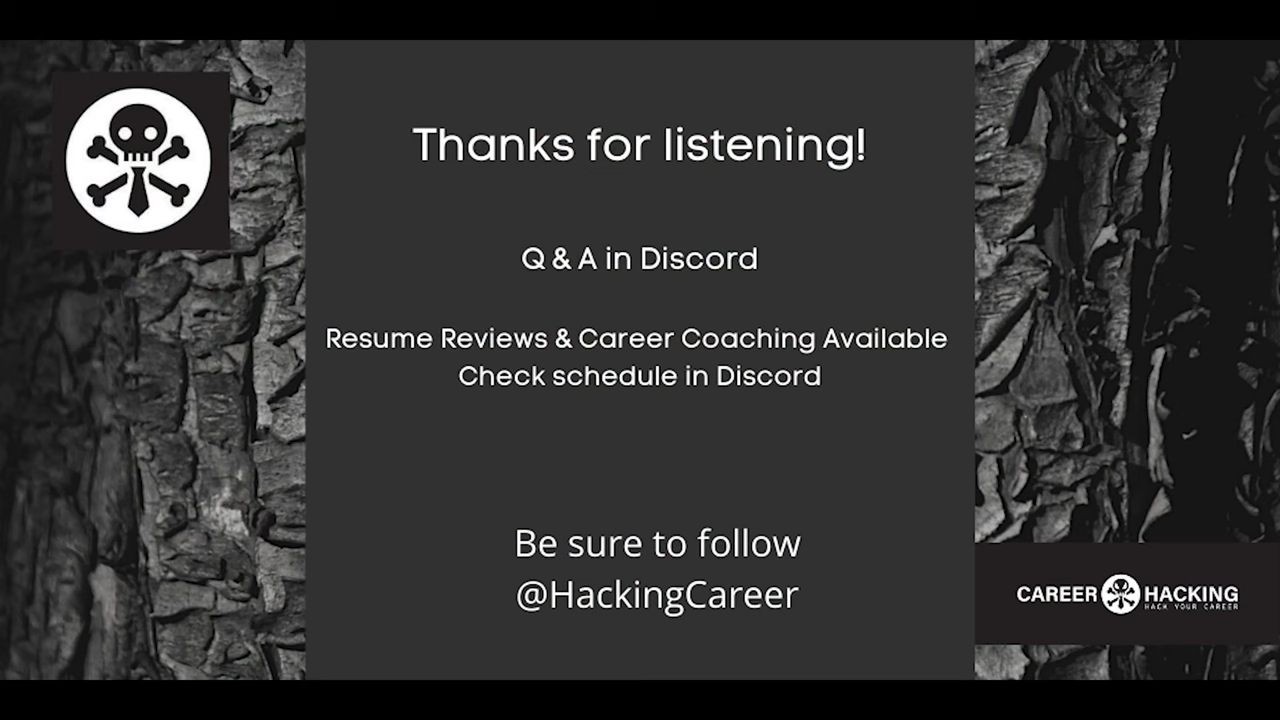 Thanks for listening!
Q & A in Discord
Resume Reviews & Career Coaching Available
Check schedule in Discord
Be sure to follow
@HackingCareer
CAREER HACKING
HACK YOUR CAREER